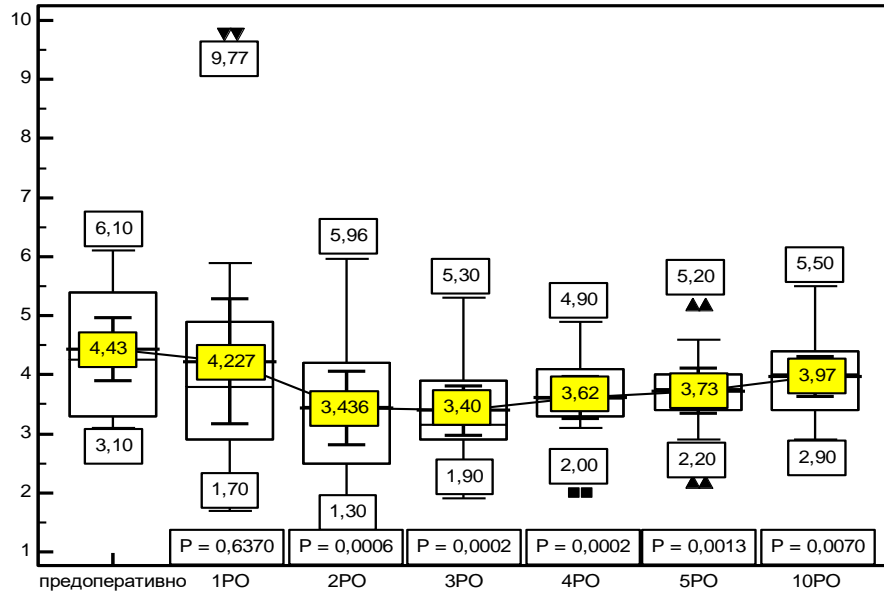 10
9
8
7
6
5
4
3
2
1
9,77
6,10
5,96
5,30
4,90
5,20
5,50
4,43
4,227
3,436
3,40
3,62
3,73
3,97
3,10
1,70
1,30
1,90
2,00
2,20
2,90
P = 0,6370
P = 0,0006
P = 0,0002
P = 0,0002
P = 0,0013
P = 0,0070
предоперативно
1PO
2PO
3PO
4PO
5PO
10PO